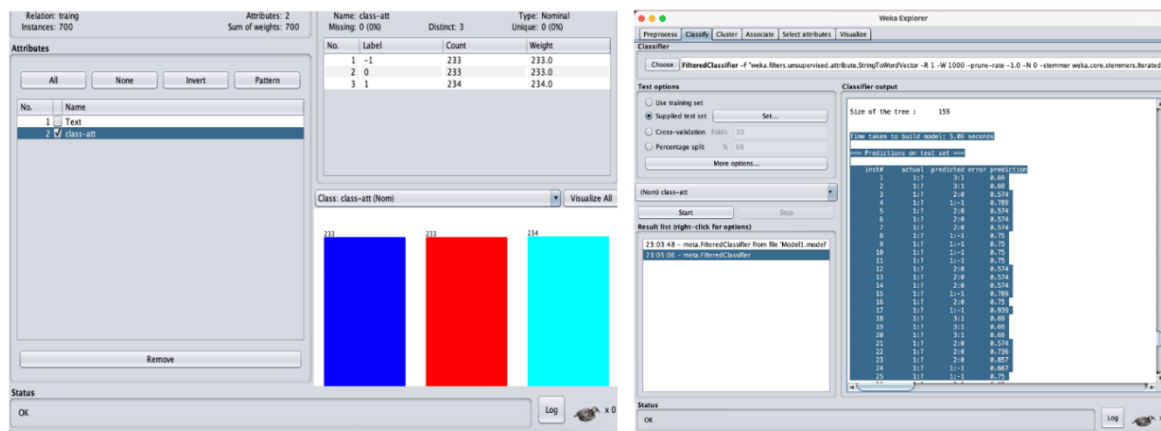 Relation: traing Attributes: 2
Instances: 700 Sum of weights: 700
Attributes
All None Invert Pattern
No. Name
1 Text
2 class-att
Remove
Status
OK
Log x 0
Name: class-att Type: Nominal
Missing: 0 (0%) Distinct: 3 Unique: 0 (0%)
No. Label Count Weight
1 -1 233 233.0
2 0 233 233.0
3 1 234 234.0
Class: class-att (Nom) Visualize All
233 233 234
Weka Explorer
Preprocess Classify Cluster Associate Select attributes Visualize
Classifier
Choose FilteredClassifier -F "weka.filters.unsupervised.attribute.StringToWordVector -R 1 -W 1000 -prune-rate -1.0 -N 0 -stemmer weka.core.stemmers.Iterated
Test options
Use training set
Supplied test set Set...
Cross-validation Folds 10
Percentage split % 66
More options...
(Nom) class-att
Start Stop
Result list (right-click for options)
23:03:48 - meta.FilteredClassifier from file 'Model1.model'
23:05:06 - meta.FilteredClassifier
Classifier output
Size of the tree : 159
Time taken to build model: 5.06 seconds
=== Predictions on test set ===
inst# actual predicted error prediction
1 1:? 3:1 0.69
2 1:? 3:1 0.69
3 1:? 2:0 0.574
4 1:? 1:-1 0.789
5 1:? 2:0 0.574
6 1:? 2:0 0.574
7 1:? 2:0 0.574
8 1:? 1:-1 0.75
9 1:? 1:-1 0.75
10 1:? 1:-1 0.75
11 1:? 1:-1 0.75
12 1:? 2:0 0.574
13 1:? 2:0 0.574
14 1:? 2:0 0.574
15 1:? 1:-1 0.789
16 1:? 2:0 0.75
17 1:? 1:-1 0.939
18 1:? 3:1 0.69
19 1:? 3:1 0.69
20 1:? 3:1 0.69
21 1:? 2:0 0.574
22 1:? 2:0 0.736
23 1:? 2:0 0.857
24 1:? 1:-1 0.667
25 1:? 1:-1 0.75
Status
OK
Log